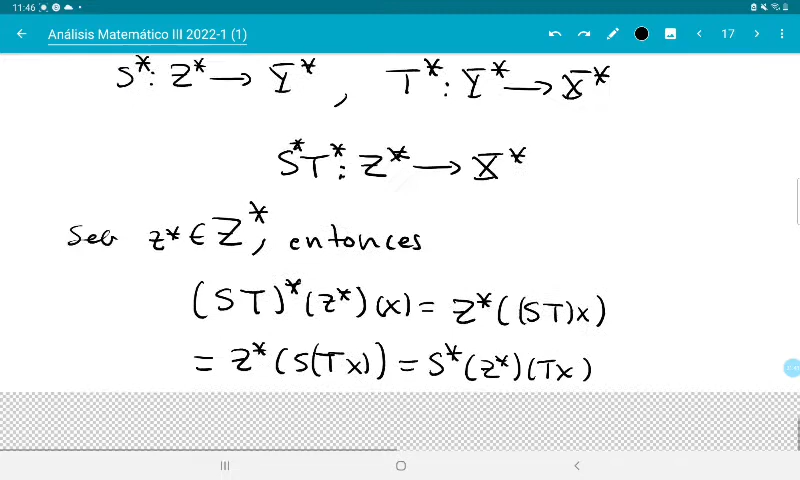 11:46
Análisis Matemático III 2022-1 (1)
17
S*: Z* → Y*, T*: Y* → X*
S*T*: Z* → X*
Sea z* ∈ Z*, entonces
(ST)*(z*)(x) = z*((ST)x)
= z*(S(Tx)) = S*(z*)(Tx)